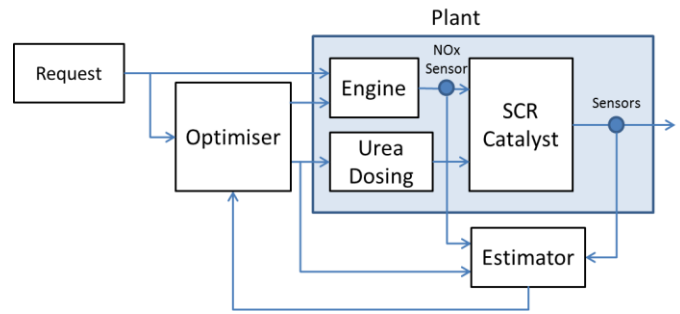 Plant
Request
Optimiser
Engine
NOx
Sensor
Urea
Dosing
SCR
Catalyst
Sensors
Estimator